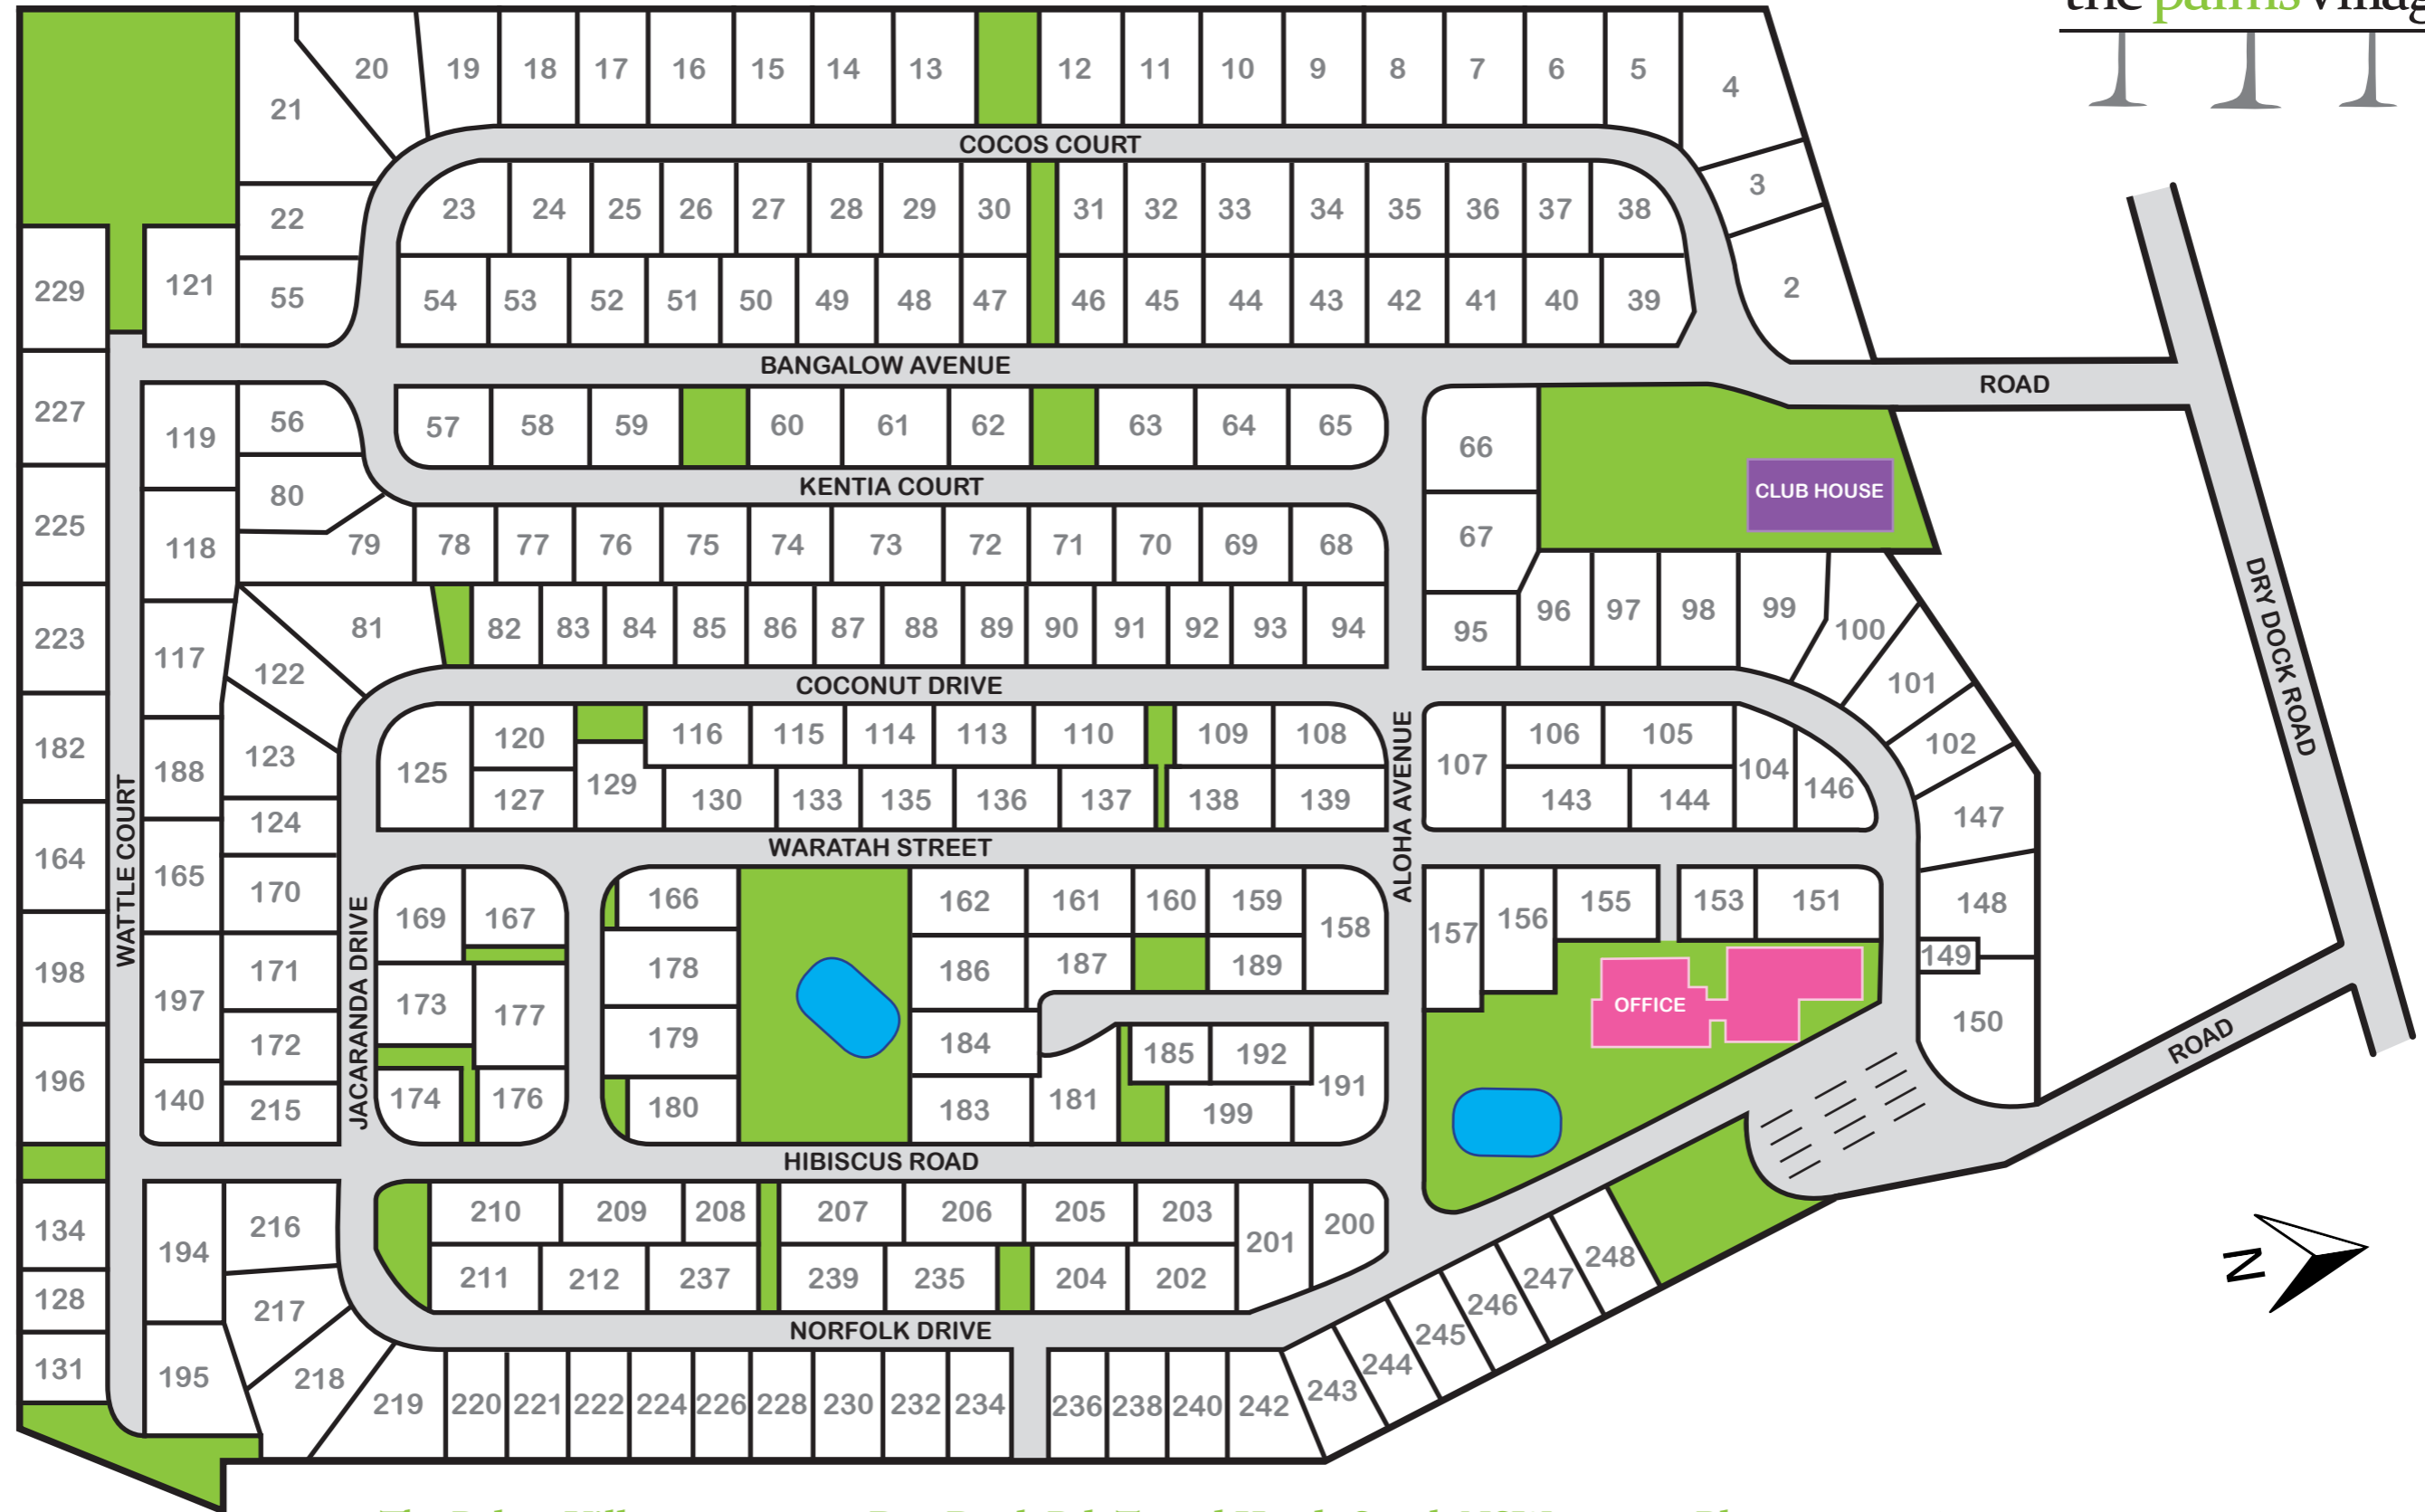 the palms villag
20 19 18 17 16 15 14 13 12 11 10 9 8 7 6 5
4
21
COCOS COURT
3
22
23 24 25 26 27 28 29 30 31 32 33 34 35 36 37 38
229 121 55
54 53 52 51 50 49 48 47 46 45 44 43 42 41 40 39
2
BANGALOW AVENUE
ROAD
227 119 56
57 58 59 60 61 62 63 64 65
66
80
KENTIA COURT
CLUB HOUSE
225 118
79 78 77 76 75 74 73 72 71 70 69 68
67
223 117
81 82 83 84 85 86 87 88 89 90 91 92 93 94
95 96 97 98 99 100
DRY DOCK ROAD
122
COCONUT DRIVE
101
182 188 123
125 120 116 115 114 113 110 109 108
107 106 105 104 102
ALOHA AVENUE
127 129 130 133 135 136 137 138 139
143 144 146 147
124
WATTLE COURT
WARATAH STREET
164 165 170
169 167 166 162 161 160 159 158
157 156 155 153 151 148
JACARANDA DRIVE
198 197 171
178 186 187 189
149
173 177 179 184 185 192
OFFICE
150
172
ROAD
196 140 215
174 176 180 183 181 199 191
HIBISCUS ROAD
134 194 216
210 209 208 207 206 205 203 201 200
211 212 237 239 235 204 202
128 217
NORFOLK DRIVE
248
247
246
245
244
243
N
131 195 218 219
220 221 222 224 226 228 230 232 234 236 238 240 242